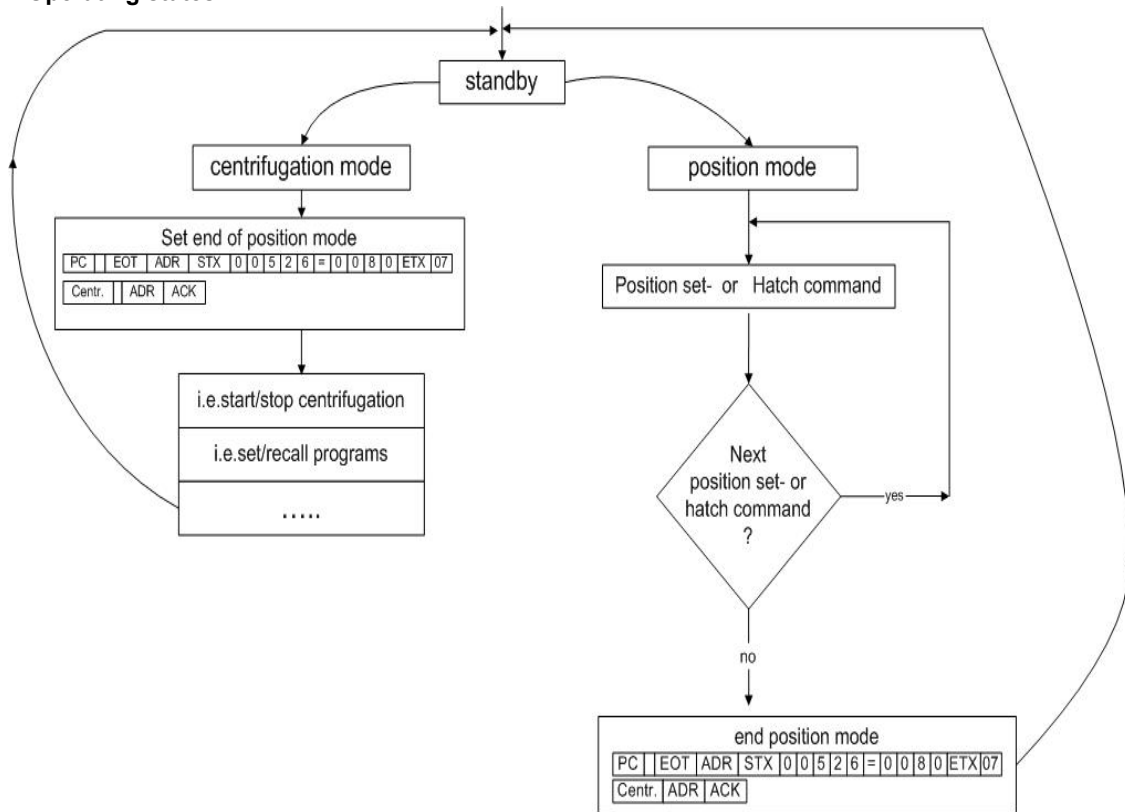 standby
centrifugation mode
position mode
Set end of position mode
PC EOT ADR STX 0 0 5 2 6 = 0 0 8 0 ETX 07
Centr. ADR ACK
Position set- or Hatch command
i.e.start/stop centrifugation
i.e.set/recall programs
.....
Next
position set- or
hatch command
?
yes
no
end position mode
PC EOT ADR STX 0 0 5 2 6 = 0 0 8 0 ETX 07
Centr. ADR ACK